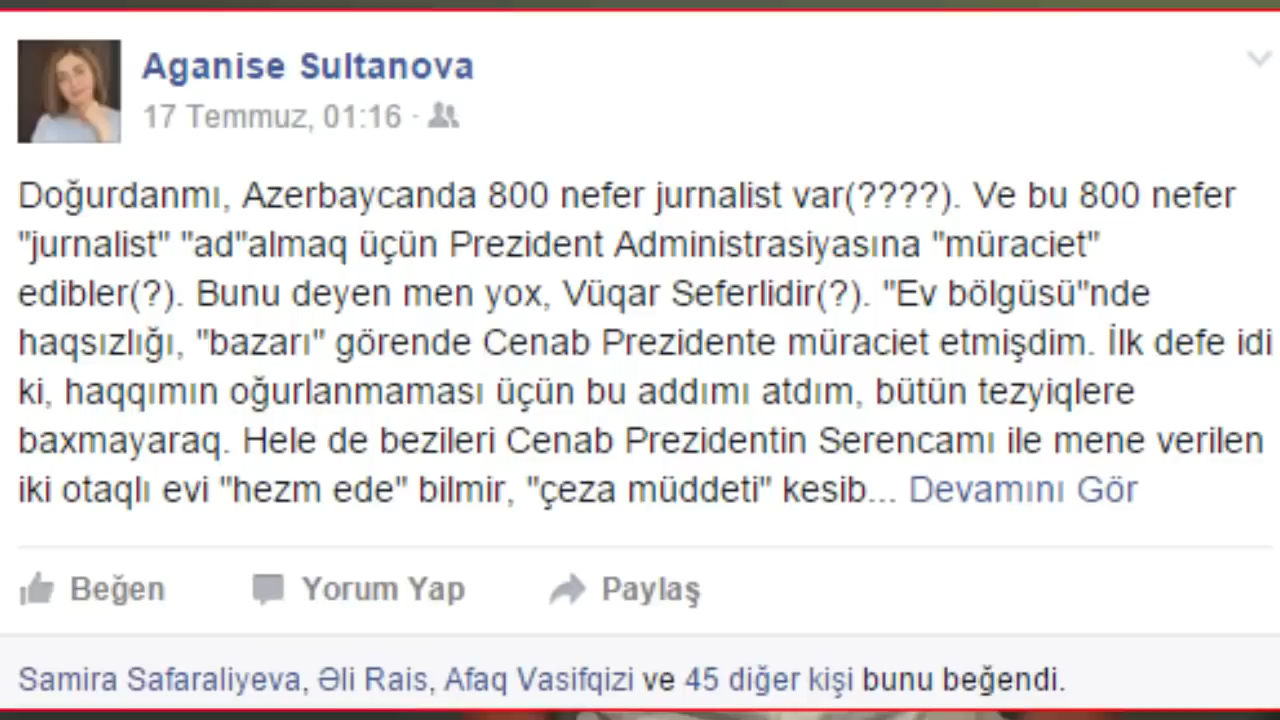 Aganise Sultanova
17 Temmuz, 01:16 ·
Doğurdanmı, Azerbaycanda 800 nefer jurnalist var(????). Ve bu 800 nefer
"jurnalist" "ad"almaq üçün Prezident Administrasiyasına "müraciet"
edibler(?). Bunu deyen men yox, Vüqar Seferlidir(?). "Ev bölgüsü"nde
haqsızlığı, "bazarı" görende Cenab Prezidente müraciet etmişdim. İlk defe idi
ki, haqqımın oğurlanmaması üçün bu addımı atdım, bütün tezyiqlere
baxmayaraq. Hele de bezileri Cenab Prezidentin Serencamı ile mene verilen
iki otaqlı evi "hezm ede" bilmir, "çeza müddeti" kesib... Devamını Gör
Beğen Yorum Yap Paylaş
Samira Safaraliyeva, Əli Rais, Afaq Vasifqizi ve 45 diğer kişi bunu beğendi.